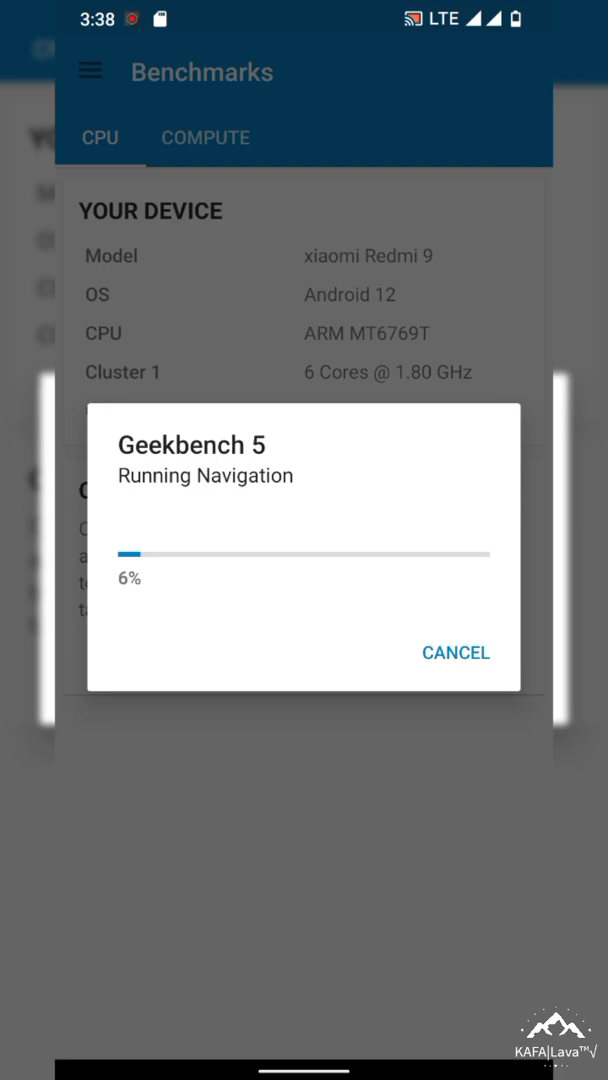 3:38 LTE
Benchmarks
CPU COMPUTE
YOUR DEVICE
Model xiaomi Redmi 9
OS Android 12
CPU ARM MT6769T
Cluster 1 6 Cores @ 1.80 GHz
Geekbench 5
Running Navigation
6%
CANCEL
KAFA|Lava™√